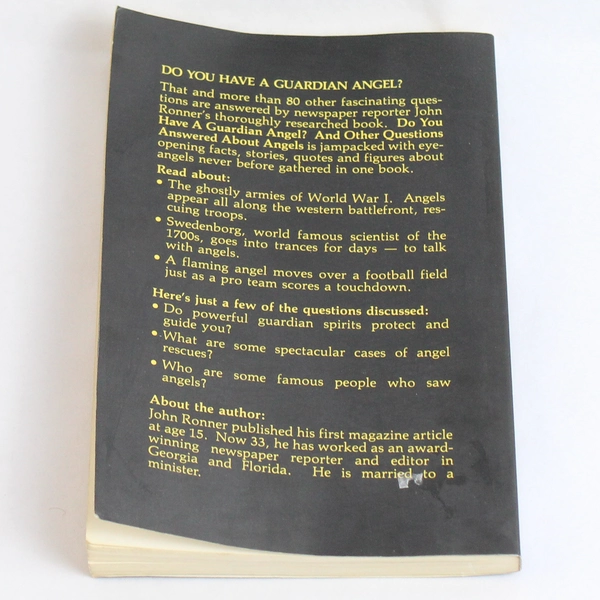 DO YOU HAVE A GUARDIAN ANGEL?
That and more than 80 other fascinating ques-
tions are answered by newspaper reporter John
Ronner's thoroughly researched book. Do You
Have A Guardian Angel? And Other Questions
Answered About Angels is jampacked with eye-
opening facts, stories, quotes and figures about
angels never before gathered in one book.
Read about:
• The ghostly armies of World War I. Angels
appear all along the western battlefront, res-
cuing troops.
• Swedenborg, world famous scientist of the
1700s, goes into trances for days — to talk
with angels.
• A flaming angel moves over a football field
just as a pro team scores a touchdown.
Here's just a few of the questions discussed:
• Do powerful guardian spirits protect and
guide you?
• What are some spectacular cases of angel
rescues?
• Who are some famous people who saw
angels?
About the author:
John Ronner published his first magazine article
at age 15. Now 33, he has worked as an award-
winning newspaper reporter and editor in
Georgia and Florida. He is married to a
minister.